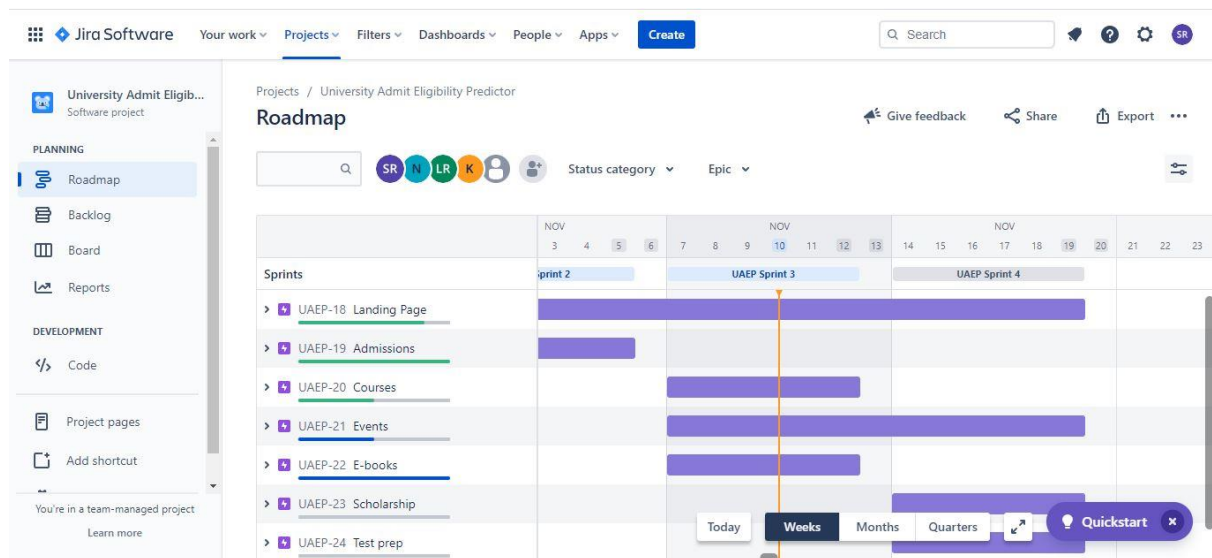 Jira Software Your work Projects Filters Dashboards People Apps Create Search SR
University Admit Eligib...
Software project
PLANNING
Roadmap
Backlog
Board
Reports
DEVELOPMENT
Code
Project pages
Add shortcut
You're in a team-managed project
Learn more
Projects / University Admit Eligibility Predictor
Roadmap
Give feedback Share Export
SR N LR K Status category Epic
NOV NOV NOV
3 4 5 6 7 8 9 10 11 12 13 14 15 16 17 18 19 20 21 22 23
Sprints Sprint 2 UAEP Sprint 3 UAEP Sprint 4
UAEP-18 Landing Page
UAEP-19 Admissions
UAEP-20 Courses
UAEP-21 Events
UAEP-22 E-books
UAEP-23 Scholarship
UAEP-24 Test prep
Today Weeks Months Quarters
Quickstart